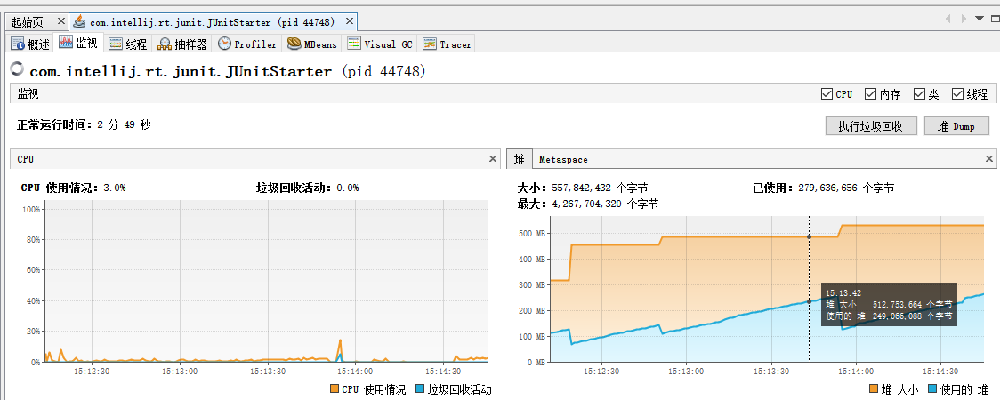 起始页 com.intellij.rt.junit.JUnitStarter (pid 44748)
概述 监视 线程 抽样器 Profiler MBeans Visual GC Tracer
com.intellij.rt.junit.JUnitStarter (pid 44748)
监视 CPU 内存 类 线程
正常运行时间: 2 分 49 秒 执行垃圾回收 堆 Dump
CPU
CPU 使用情况: 3.0% 垃圾回收活动: 0.0%
100%
80%
60%
40%
20%
0%
15:12:30 15:13:00 15:13:30 15:14:00 15:14:30
CPU 使用情况 垃圾回收活动
堆 Metaspace
大小: 557,842,432 个字节 已使用: 279,636,656 个字节
最大: 4,267,704,320 个字节
500 MB
400 MB
300 MB
200 MB
100 MB
0 MB
15:13:42
堆 大小 512,753,664 个字节
使用的 堆 249,066,088 个字节
15:12:30 15:13:00 15:13:30 15:14:00 15:14:30
堆 大小 使用的 堆